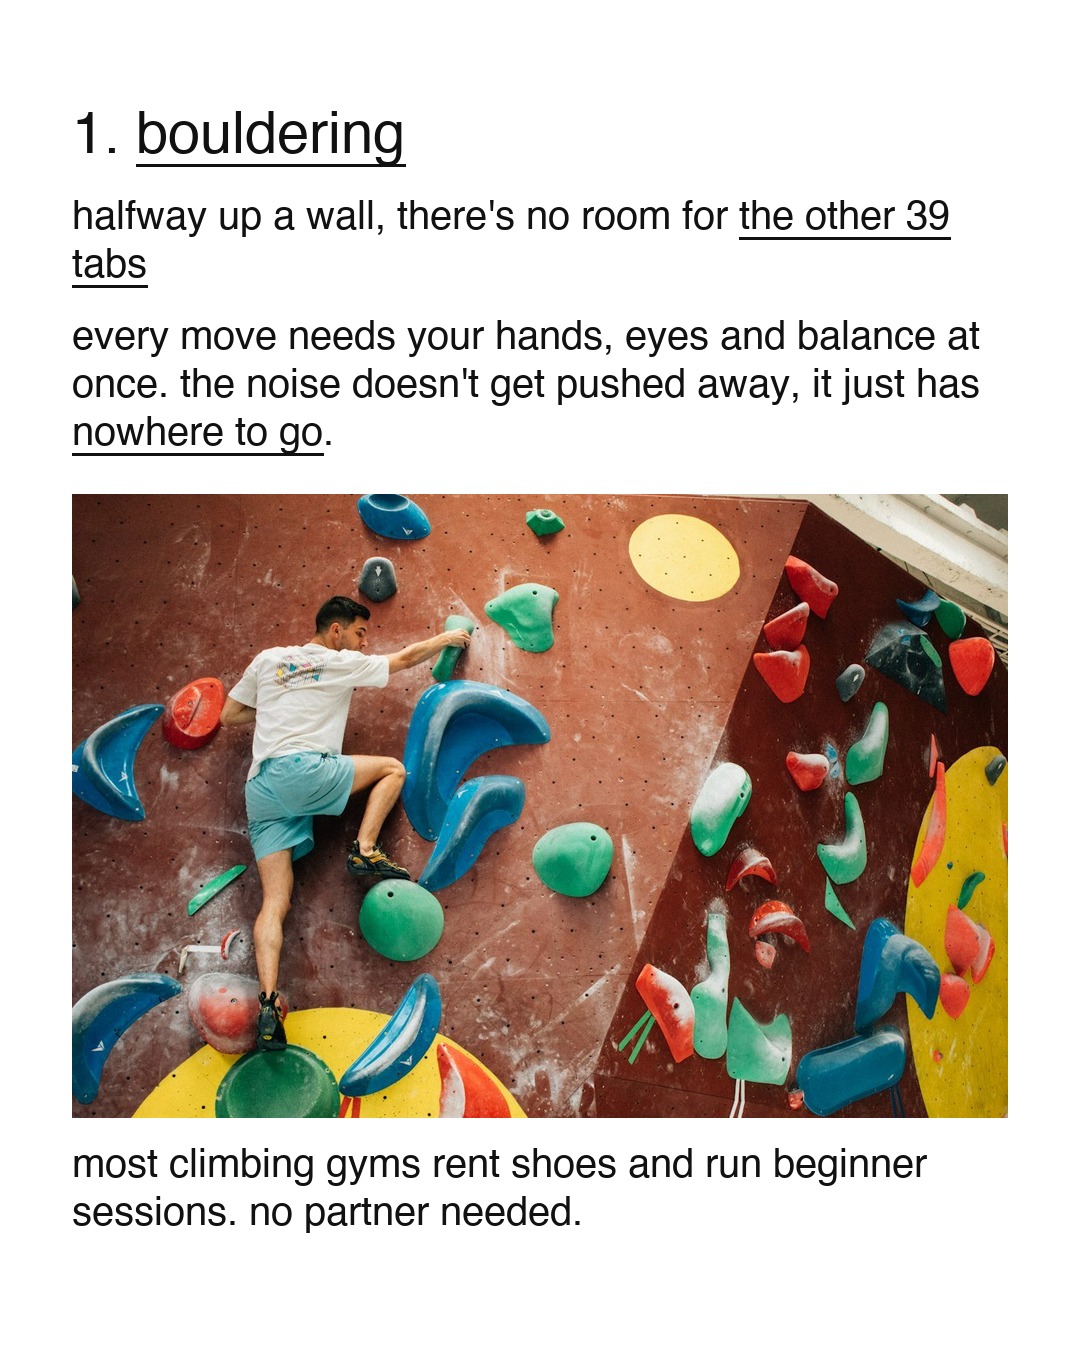 1. bouldering
halfway up a wall, there's no room for the other 39
tabs
every move needs your hands, eyes and balance at
once. the noise doesn't get pushed away, it just has
nowhere to go.
most climbing gyms rent shoes and run beginner
sessions. no partner needed.